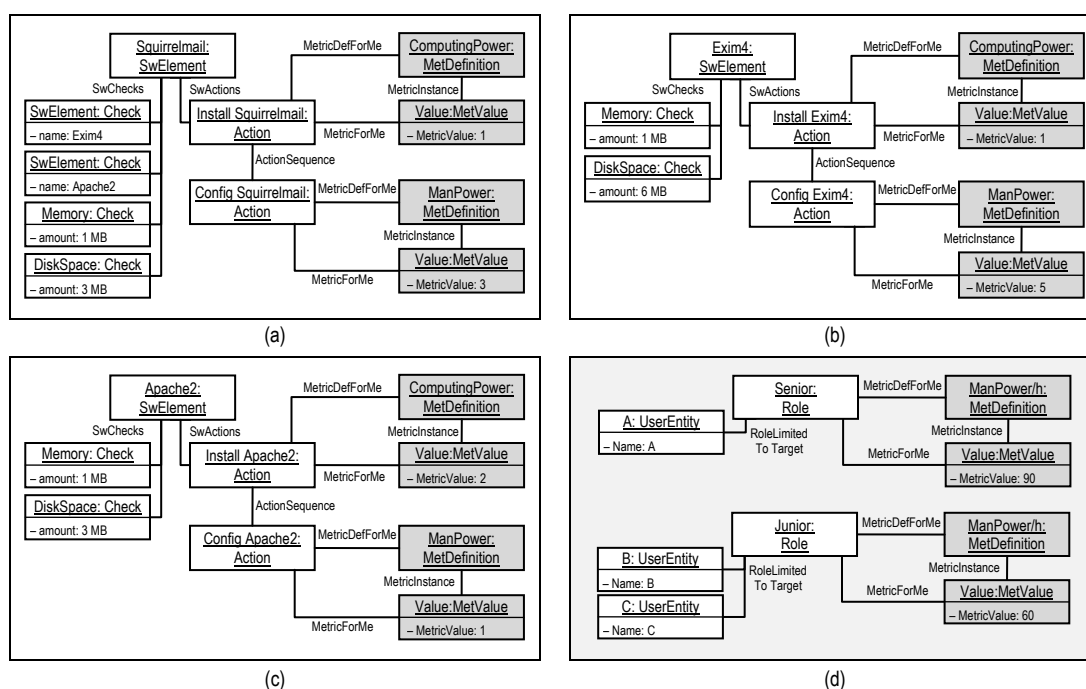 Squirrelmail:
SwElement
MetricDefForMe
ComputingPower:
MetDefinition
SwChecks
SwActions
MetricInstance
SwElement: Check
– name: Exim4
Install Squirrelmail:
Action
Value:MetValue
– MetricValue: 1
MetricForMe
SwElement: Check
– name: Apache2
ActionSequence
Memory: Check
– amount: 1 MB
Config Squirrelmail:
Action
MetricDefForMe
ManPower:
MetDefinition
MetricInstance
DiskSpace: Check
– amount: 3 MB
Value:MetValue
– MetricValue: 3
MetricForMe
(a)
Exim4:
SwElement
MetricDefForMe
ComputingPower:
MetDefinition
SwChecks
SwActions
MetricInstance
Memory: Check
– amount: 1 MB
Install Exim4:
Action
Value:MetValue
– MetricValue: 1
MetricForMe
DiskSpace: Check
– amount: 6 MB
ActionSequence
Config Exim4:
Action
MetricDefForMe
ManPower:
MetDefinition
MetricInstance
Value:MetValue
– MetricValue: 5
MetricForMe
(b)
Apache2:
SwElement
MetricDefForMe
ComputingPower:
MetDefinition
SwChecks
SwActions
MetricInstance
Memory: Check
– amount: 1 MB
Install Apache2:
Action
Value:MetValue
– MetricValue: 2
MetricForMe
DiskSpace: Check
– amount: 3 MB
ActionSequence
Config Apache2:
Action
MetricDefForMe
ManPower:
MetDefinition
MetricInstance
Value:MetValue
– MetricValue: 1
MetricForMe
(c)
Senior:
Role
MetricDefForMe
ManPower/h:
MetDefinition
A: UserEntity
– Name: A
RoleLimited
To Target
MetricInstance
MetricForMe
Value:MetValue
– MetricValue: 90
Junior:
Role
MetricDefForMe
ManPower/h:
MetDefinition
B: UserEntity
– Name: B
RoleLimited
To Target
MetricInstance
MetricForMe
Value:MetValue
– MetricValue: 60
C: UserEntity
– Name: C
(d)